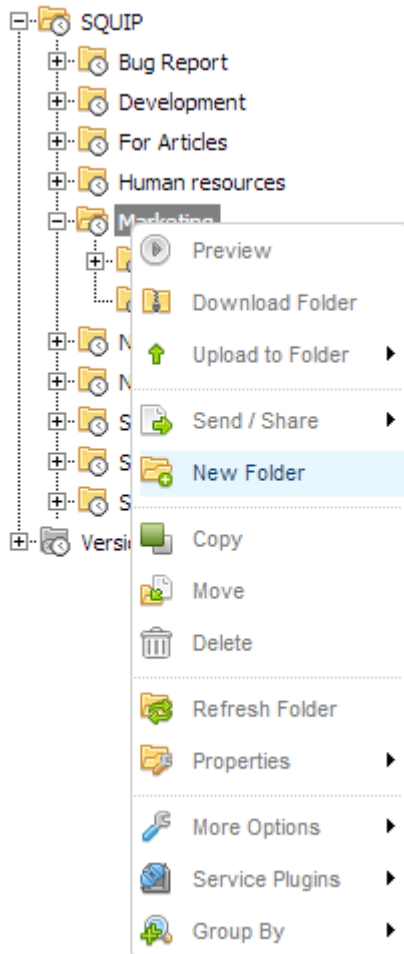 SQUIP
Bug Report
Development
For Articles
Human resources
Marketing
Preview
Download Folder
Upload to Folder
N
N
S
Send / Share
S
New Folder
S
Versi
Copy
Move
Delete
Refresh Folder
Properties
More Options
Service Plugins
Group By